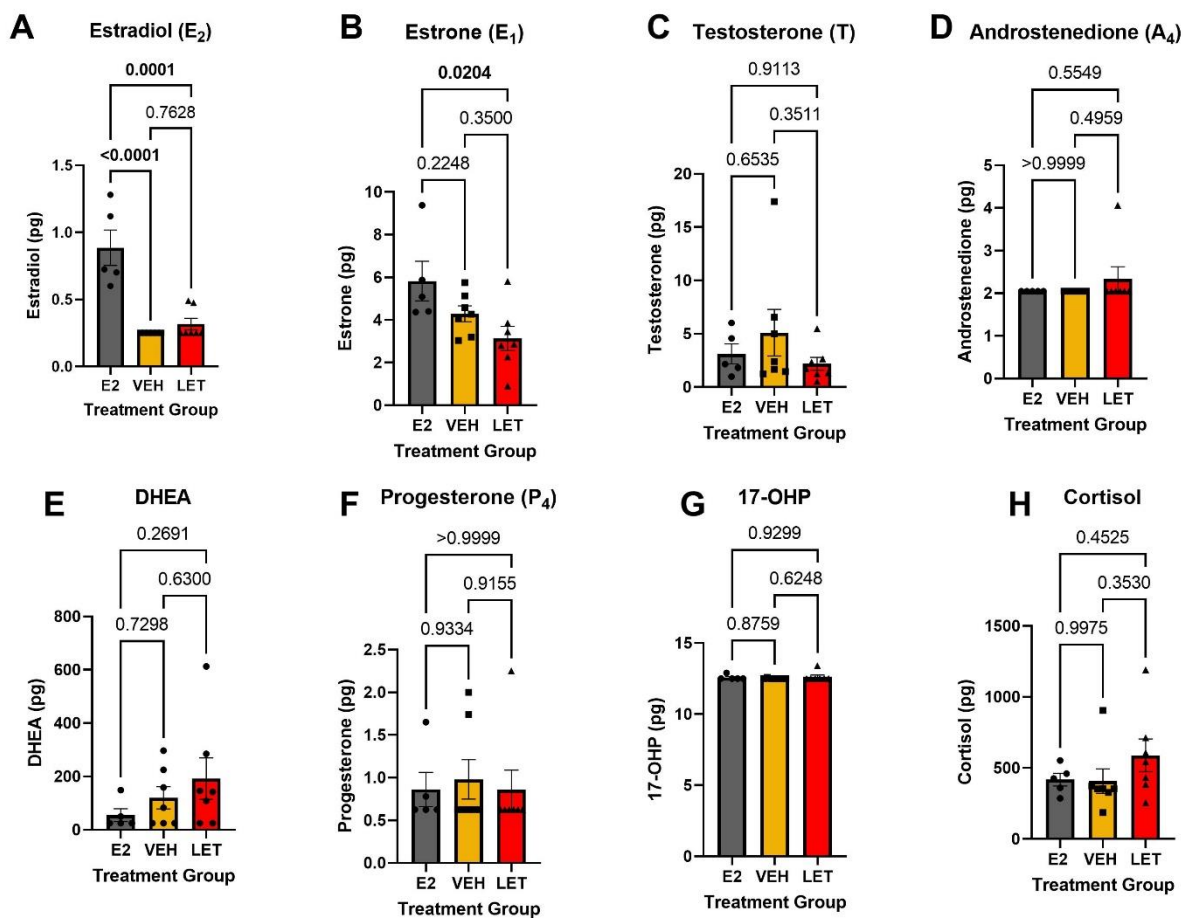 A
Estradiol (E₂)
0.0001
0.7628
<0.0001
1.5
1.0
0.5
0.0
Estradiol (pg)
E2 VEH LET
Treatment Group
B
Estrone (E₁)
0.0204
0.3500
0.2248
10
8
6
4
2
0
Estrone (pg)
E2 VEH LET
Treatment Group
C
Testosterone (T)
0.9113
0.3511
0.6535
20
15
10
5
0
Testosterone (pg)
E2 VEH LET
Treatment Group
D
Androstenedione (A₄)
0.5549
0.4959
>0.9999
5
4
3
2
1
0
Androstenedione (pg)
E2 VEH LET
Treatment Group
E
DHEA
0.2691
0.6300
0.7298
800
600
400
200
0
DHEA (pg)
E2 VEH LET
Treatment Group
F
Progesterone (P₄)
>0.9999
0.9155
0.9334
2.5
2.0
1.5
1.0
0.5
0.0
Progesterone (pg)
E2 VEH LET
Treatment Group
G
17-OHP
0.9299
0.6248
0.8759
15
10
5
0
17-OHP (pg)
E2 VEH LET
Treatment Group
H
Cortisol
0.4525
0.3530
0.9975
1500
1000
500
0
Cortisol (pg)
E2 VEH LET
Treatment Group